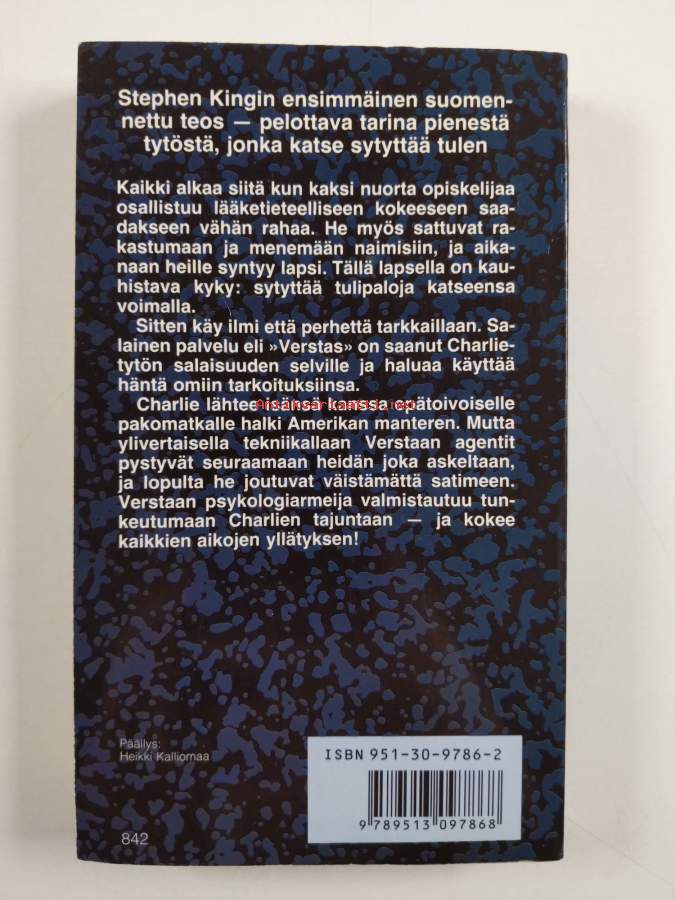 Stephen Kingin ensimmäinen suomen-
nettu teos — pelottava tarina pienestä
tytöstä, jonka katse sytyttää tulen
Kaikki alkaa siitä kun kaksi nuorta opiskelijaa
osallistuu lääketieteelliseen kokeeseen saa-
dakseen vähän rahaa. He myös sattuvat ra-
kastumaan ja menemään naimisiin, ja aika-
naan heille syntyy lapsi. Tällä lapsella on kau-
histava kyky: sytyttää tulipaloja katseensa
voimalla.
Sitten käy ilmi että perhettä tarkkaillaan. Sa-
lainen palvelu eli »Verstas» on saanut Charlie-
tytön salaisuuden selville ja haluaa käyttää
häntä omiin tarkoituksiinsa.
Charlie lähtee isänsä kanssa epätoivoiselle
pakomatkalle halki Amerikan manteren. Mutta
ylivertaisella tekniikallaan Verstaan agentit
pystyvät seuraamaan heidän joka askeltaan,
ja lopulta he joutuvat väistämättä satimeen.
Verstaan psykologiarmeija valmistautuu tun-
keutumaan Charlien tajuntaan — ja kokee
kaikkien aikojen yllätyksen!
Päällys:
Heikki Kalliomaa
ISBN 951-30-9786-2
9 789513 097868
842